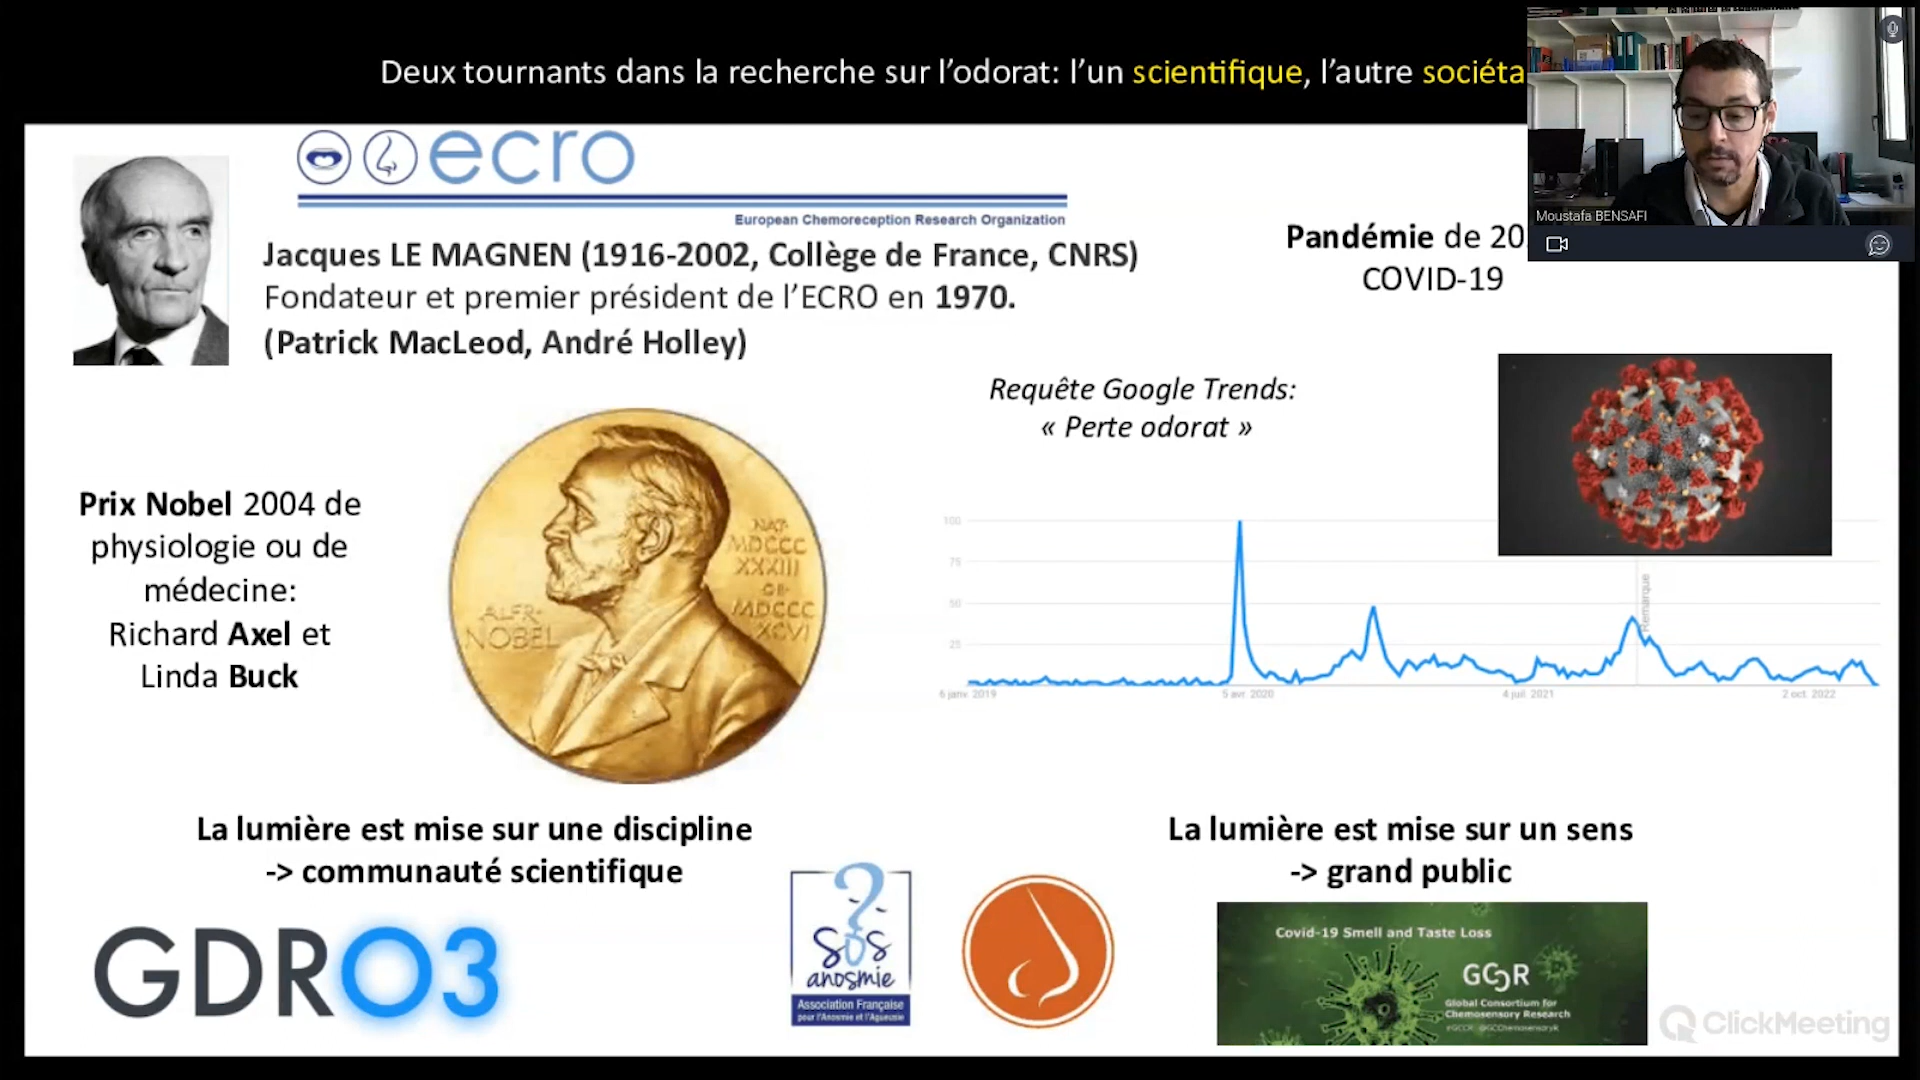 Deux tournants dans la recherche sur l'odorat: l'un scientifique, l'autre sociéta
Moustafa BENSAFI
ecro
European Chemoreception Research Organization
Jacques LE MAGNEN (1916-2002, Collège de France, CNRS)
Fondateur et premier président de l'ECRO en 1970.
(Patrick MacLeod, André Holley)
Pandémie de 20
COVID-19
Requête Google Trends:
« Perte odorat »
Prix Nobel 2004 de
physiologie ou de
médecine:
Richard Axel et
Linda Buck
ALFR·
NOBEL
NAT·
MDCCC
XXXIII
OB·
MDCCC
XCVI
100
75
50
25
Remarque
6 janv. 2019
5 avr. 2020
4 juil. 2021
2 oct. 2022
La lumière est mise sur une discipline
-> communauté scientifique
La lumière est mise sur un sens
-> grand public
GDRO3
SOS
anosmie
Association Française
pour l'Anosmie et l'Agueusie
Covid-19 Smell and Taste Loss
GCCR
Global Consortium for
Chemosensory Research
ClickMeeting